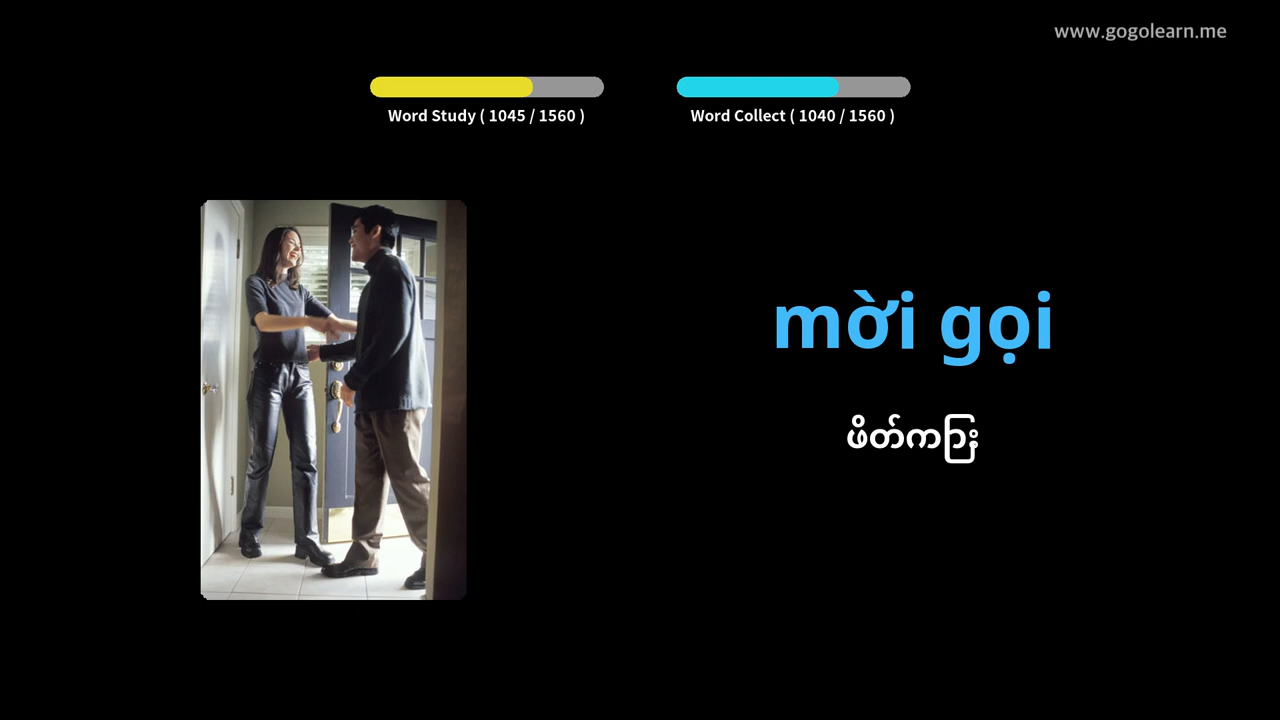 www.gogolearn.me
Word Study ( 1045 / 1560 )
Word Collect ( 1040 / 1560 )
mời gọi
ဖိတ်ကြား